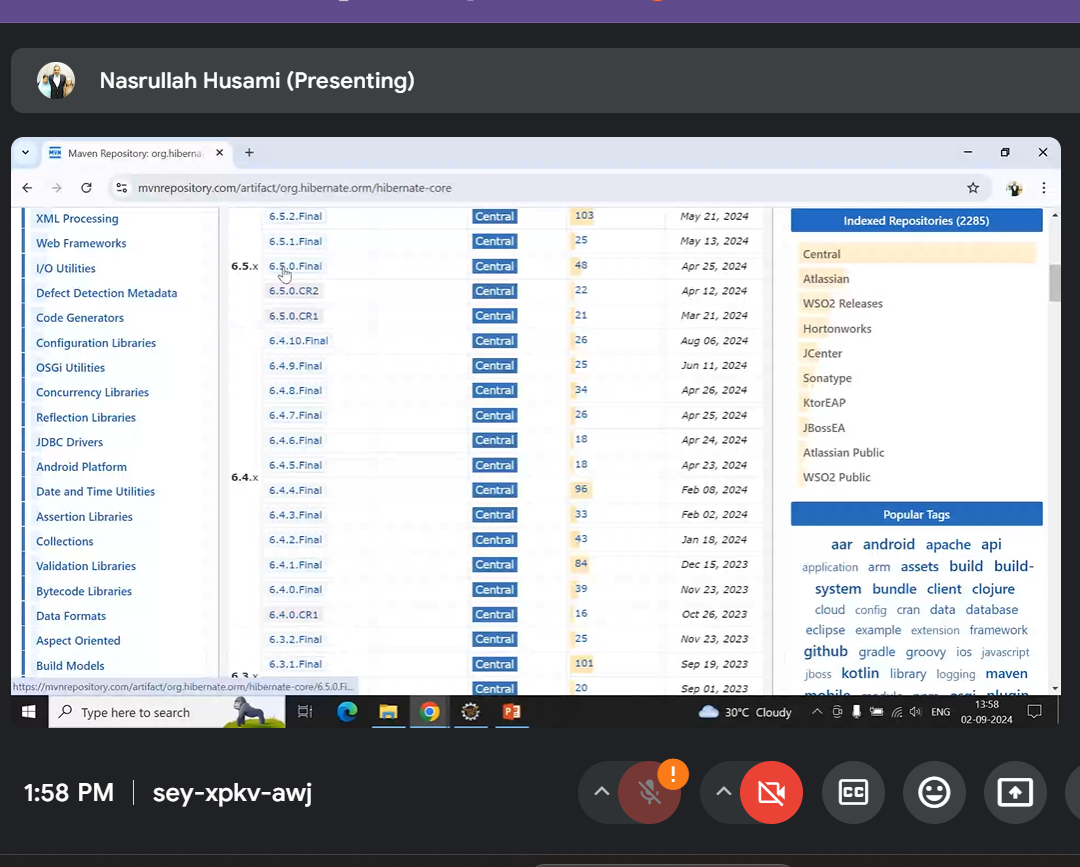 Nasrullah Husami (Presenting)
Maven Repository: org.hiberna
mvnrepository.com/artifact/org.hibernate.orm/hibernate-core
XML Processing
Web Frameworks
I/O Utilities
Defect Detection Metadata
Code Generators
Configuration Libraries
OSGi Utilities
Concurrency Libraries
Reflection Libraries
JDBC Drivers
Android Platform
Date and Time Utilities
Assertion Libraries
Collections
Validation Libraries
Bytecode Libraries
Data Formats
Aspect Oriented
Build Models
6.5.2.Final Central 103 May 21, 2024
6.5.1.Final Central 25 May 13, 2024
6.5.x 6.5.0.Final Central 48 Apr 25, 2024
6.5.0.CR2 Central 22 Apr 12, 2024
6.5.0.CR1 Central 21 Mar 21, 2024
6.4.10.Final Central 26 Aug 06, 2024
6.4.9.Final Central 25 Jun 11, 2024
6.4.8.Final Central 34 Apr 26, 2024
6.4.7.Final Central 26 Apr 25, 2024
6.4.6.Final Central 18 Apr 24, 2024
6.4.5.Final Central 18 Apr 23, 2024
6.4.x
6.4.4.Final Central 96 Feb 08, 2024
6.4.3.Final Central 33 Feb 02, 2024
6.4.2.Final Central 43 Jan 18, 2024
6.4.1.Final Central 84 Dec 15, 2023
6.4.0.Final Central 39 Nov 23, 2023
6.4.0.CR1 Central 16 Oct 26, 2023
6.3.2.Final Central 25 Nov 23, 2023
6.3.1.Final Central 101 Sep 19, 2023
6.3.x
Central 20 Sep 01, 2023
Indexed Repositories (2285)
Central
Atlassian
WSO2 Releases
Hortonworks
JCenter
Sonatype
KtorEAP
JBossEA
Atlassian Public
WSO2 Public
Popular Tags
aar android apache api
application arm assets build build-
system bundle client clojure
cloud config cran data database
eclipse example extension framework
github gradle groovy ios javascript
jboss kotlin library logging maven
mobile module npm osgi plugin
https://mvnrepository.com/artifact/org.hibernate.orm/hibernate-core/6.5.0.Fi...
Type here to search
30°C Cloudy
ENG
13:58
02-09-2024
1:58 PM
sey-xpkv-awj
!
CC